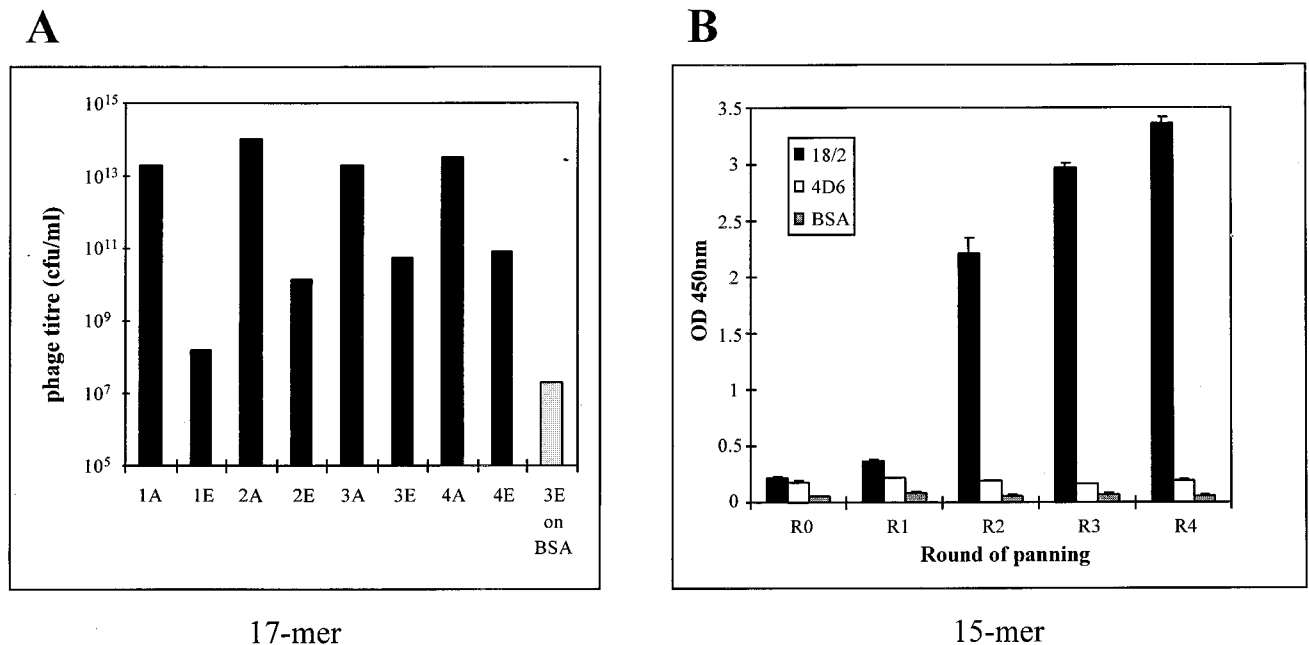 A
B
phage titre (cfu/ml)
10^15
10^13
10^11
10^9
10^7
10^5
1A 1E 2A 2E 3A 3E 4A 4E 3E on BSA
17-mer
OD 450nm
3.5
3
2.5
2
1.5
1
0.5
0
18/2
4D6
BSA
R0 R1 R2 R3 R4
Round of panning
15-mer